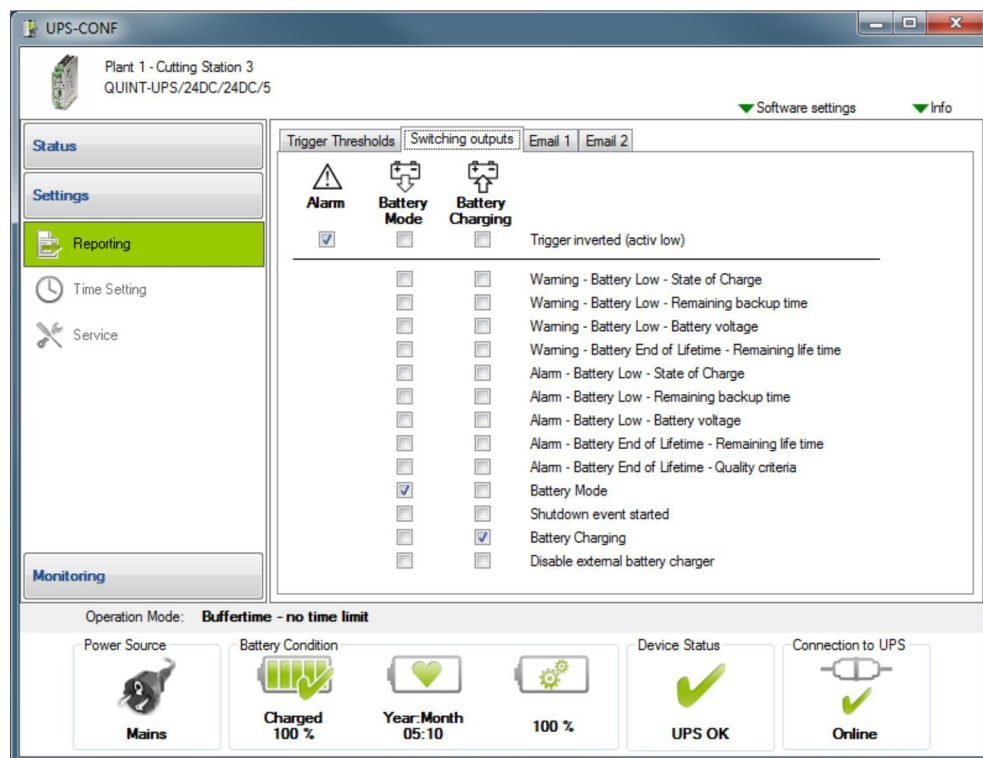 UPS-CONF
Plant 1 - Cutting Station 3
QUINT-UPS/24DC/24DC/5
Software settings
Info
Status
Settings
Reporting
Time Setting
Service
Monitoring
Trigger Thresholds
Switching outputs
Email 1
Email 2
Alarm
Battery Mode
Battery Charging
Trigger inverted (activ low)
Warning - Battery Low - State of Charge
Warning - Battery Low - Remaining backup time
Warning - Battery Low - Battery voltage
Warning - Battery End of Lifetime - Remaining life time
Alarm - Battery Low - State of Charge
Alarm - Battery Low - Remaining backup time
Alarm - Battery Low - Battery voltage
Alarm - Battery End of Lifetime - Remaining life time
Alarm - Battery End of Lifetime - Quality criteria
Battery Mode
Shutdown event started
Battery Charging
Disable external battery charger
Operation Mode: Buffertime - no time limit
Power Source
Mains
Battery Condition
Charged
100 %
Year:Month
05:10
100 %
Device Status
UPS OK
Connection to UPS
Online